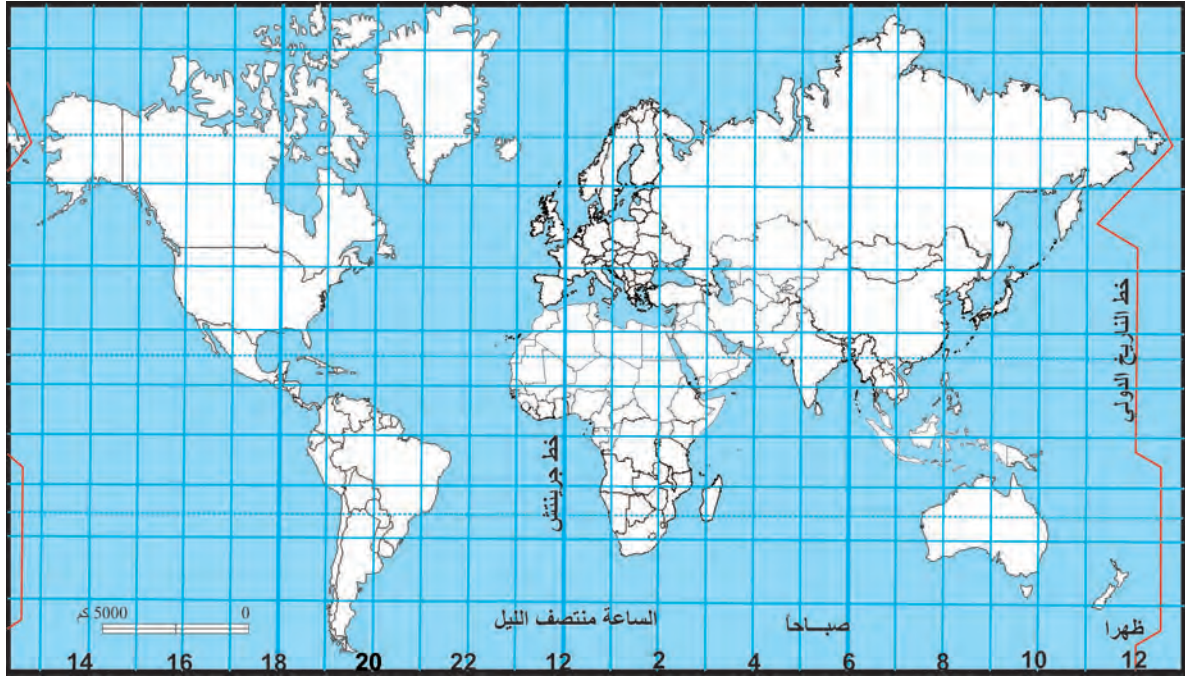 خط التاريخ الدولي
خط جرينتش
0 5000 كم
الساعة منتصف الليل
صباحاً
ظهرا
14 16 18 20 22 12 2 4 6 8 10 12